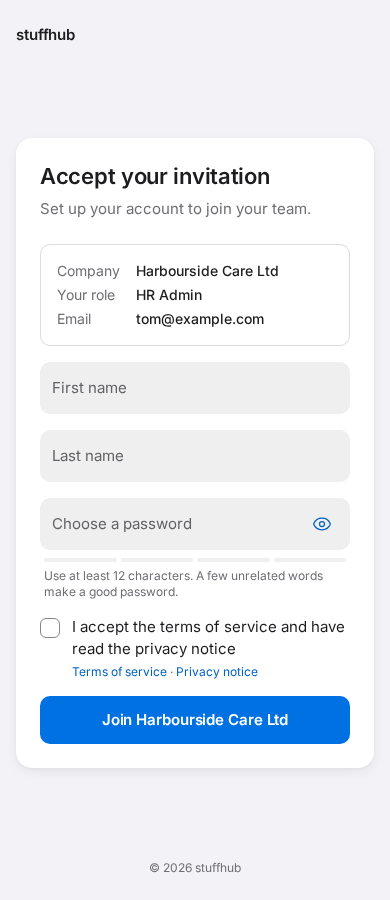 stuffhub
Accept your invitation
Set up your account to join your team.
Company Harbourside Care Ltd
Your role HR Admin
Email tom@example.com
First name
Last name
Choose a password
Use at least 12 characters. A few unrelated words
make a good password.
I accept the terms of service and have
read the privacy notice
Terms of service · Privacy notice
Join Harbourside Care Ltd
© 2026 stuffhub